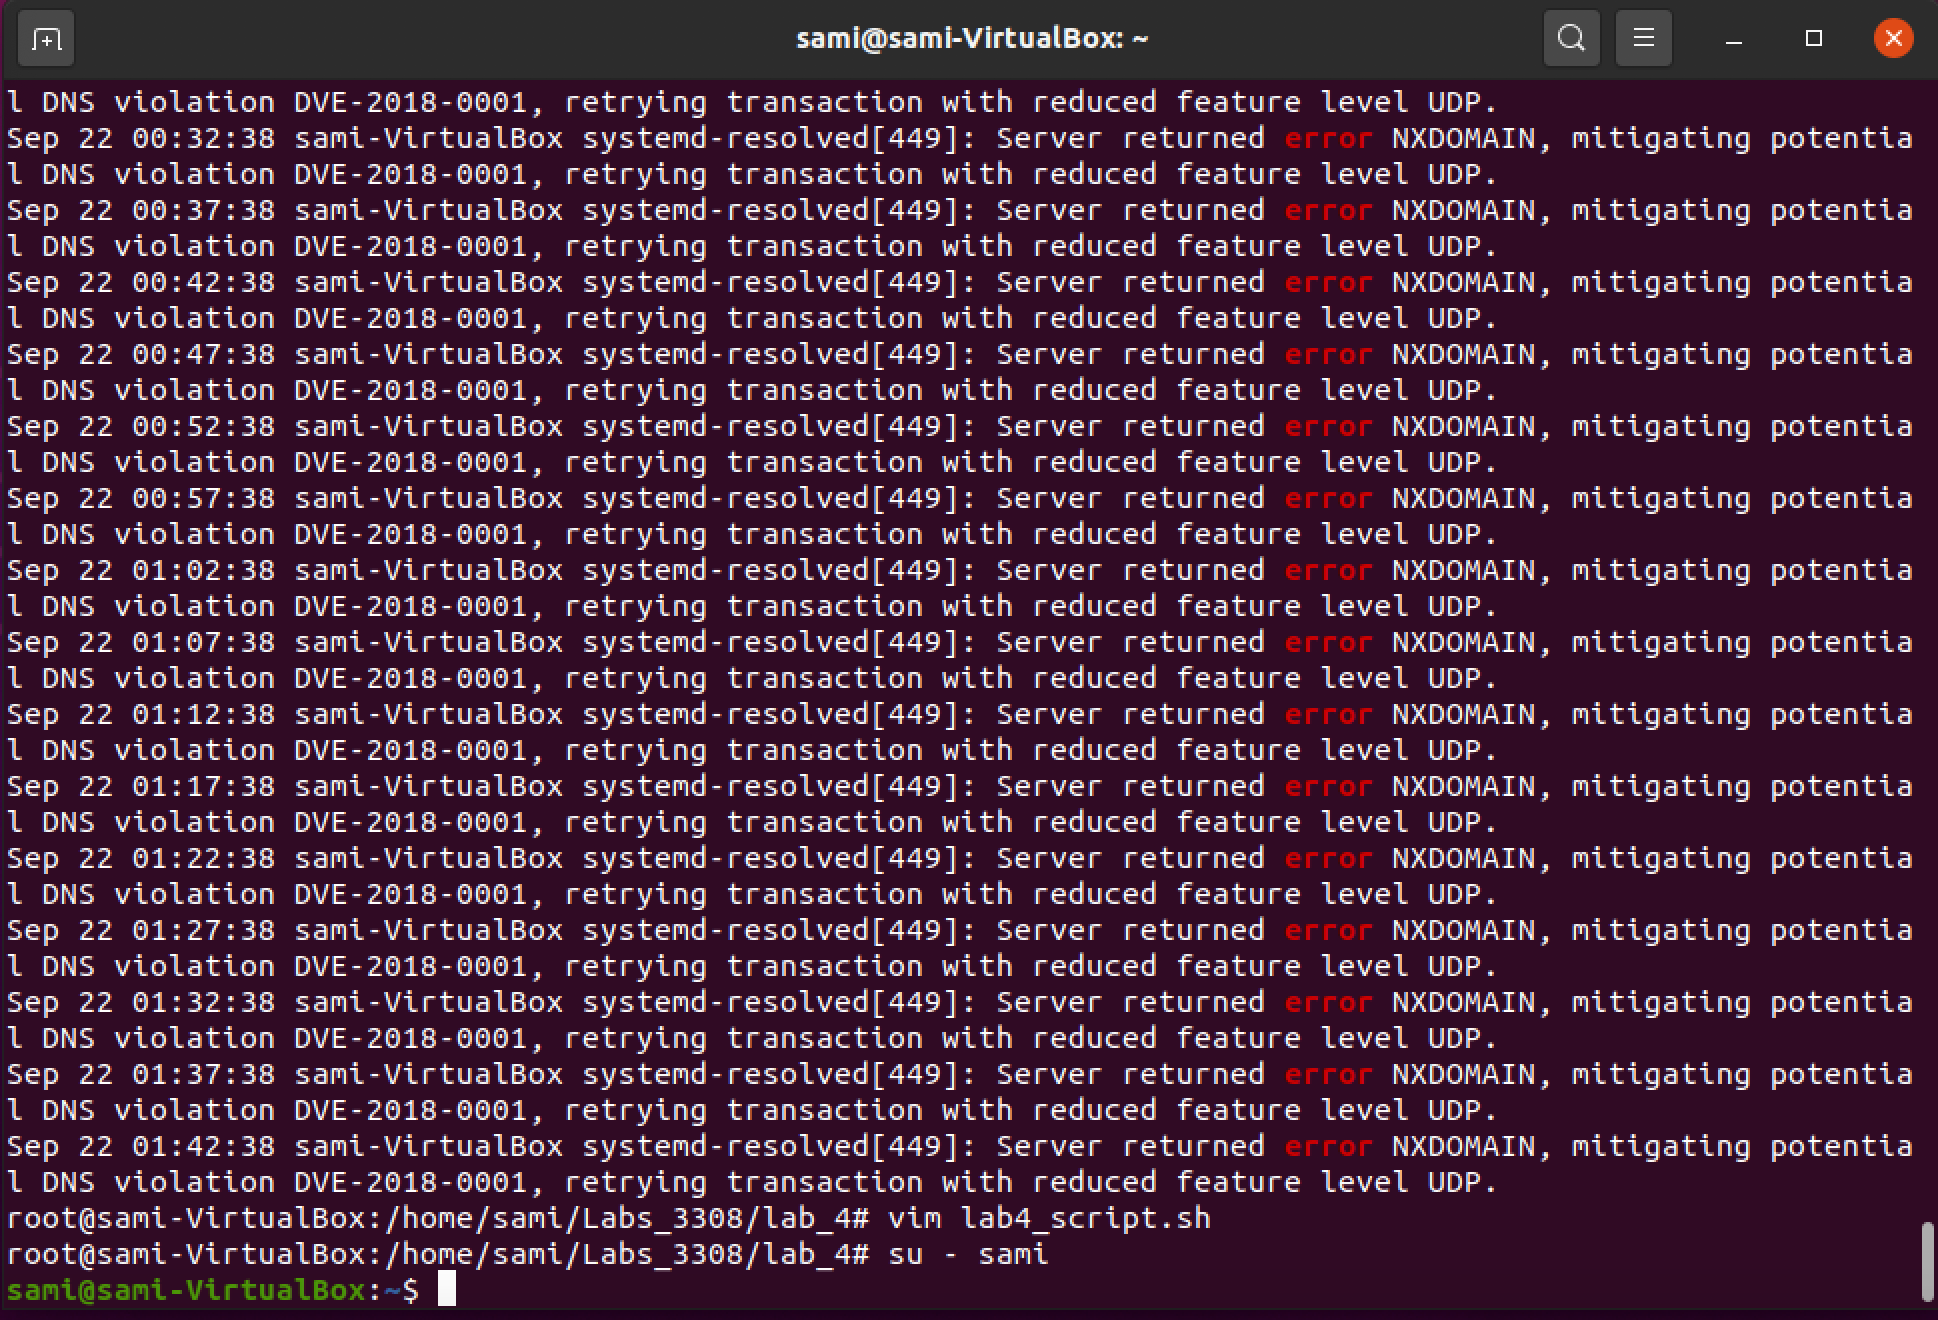 sami@sami-VirtualBox: ~
l DNS violation DVE-2018-0001, retrying transaction with reduced feature level UDP.
Sep 22 00:32:38 sami-VirtualBox systemd-resolved[449]: Server returned error NXDOMAIN, mitigating potentia
l DNS violation DVE-2018-0001, retrying transaction with reduced feature level UDP.
Sep 22 00:37:38 sami-VirtualBox systemd-resolved[449]: Server returned error NXDOMAIN, mitigating potentia
l DNS violation DVE-2018-0001, retrying transaction with reduced feature level UDP.
Sep 22 00:42:38 sami-VirtualBox systemd-resolved[449]: Server returned error NXDOMAIN, mitigating potentia
l DNS violation DVE-2018-0001, retrying transaction with reduced feature level UDP.
Sep 22 00:47:38 sami-VirtualBox systemd-resolved[449]: Server returned error NXDOMAIN, mitigating potentia
l DNS violation DVE-2018-0001, retrying transaction with reduced feature level UDP.
Sep 22 00:52:38 sami-VirtualBox systemd-resolved[449]: Server returned error NXDOMAIN, mitigating potentia
l DNS violation DVE-2018-0001, retrying transaction with reduced feature level UDP.
Sep 22 00:57:38 sami-VirtualBox systemd-resolved[449]: Server returned error NXDOMAIN, mitigating potentia
l DNS violation DVE-2018-0001, retrying transaction with reduced feature level UDP.
Sep 22 01:02:38 sami-VirtualBox systemd-resolved[449]: Server returned error NXDOMAIN, mitigating potentia
l DNS violation DVE-2018-0001, retrying transaction with reduced feature level UDP.
Sep 22 01:07:38 sami-VirtualBox systemd-resolved[449]: Server returned error NXDOMAIN, mitigating potentia
l DNS violation DVE-2018-0001, retrying transaction with reduced feature level UDP.
Sep 22 01:12:38 sami-VirtualBox systemd-resolved[449]: Server returned error NXDOMAIN, mitigating potentia
l DNS violation DVE-2018-0001, retrying transaction with reduced feature level UDP.
Sep 22 01:17:38 sami-VirtualBox systemd-resolved[449]: Server returned error NXDOMAIN, mitigating potentia
l DNS violation DVE-2018-0001, retrying transaction with reduced feature level UDP.
Sep 22 01:22:38 sami-VirtualBox systemd-resolved[449]: Server returned error NXDOMAIN, mitigating potentia
l DNS violation DVE-2018-0001, retrying transaction with reduced feature level UDP.
Sep 22 01:27:38 sami-VirtualBox systemd-resolved[449]: Server returned error NXDOMAIN, mitigating potentia
l DNS violation DVE-2018-0001, retrying transaction with reduced feature level UDP.
Sep 22 01:32:38 sami-VirtualBox systemd-resolved[449]: Server returned error NXDOMAIN, mitigating potentia
l DNS violation DVE-2018-0001, retrying transaction with reduced feature level UDP.
Sep 22 01:37:38 sami-VirtualBox systemd-resolved[449]: Server returned error NXDOMAIN, mitigating potentia
l DNS violation DVE-2018-0001, retrying transaction with reduced feature level UDP.
Sep 22 01:42:38 sami-VirtualBox systemd-resolved[449]: Server returned error NXDOMAIN, mitigating potentia
l DNS violation DVE-2018-0001, retrying transaction with reduced feature level UDP.
root@sami-VirtualBox:/home/sami/Labs_3308/lab_4# vim lab4_script.sh
root@sami-VirtualBox:/home/sami/Labs_3308/lab_4# su - sami
sami@sami-VirtualBox:~$